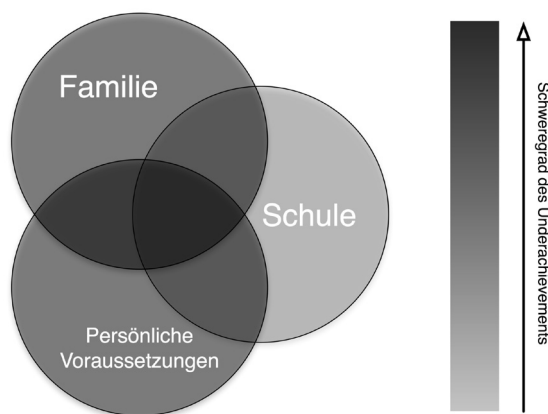 Familie
Schule
Persönliche
Voraussetzungen
Schweregrad des Underachievements